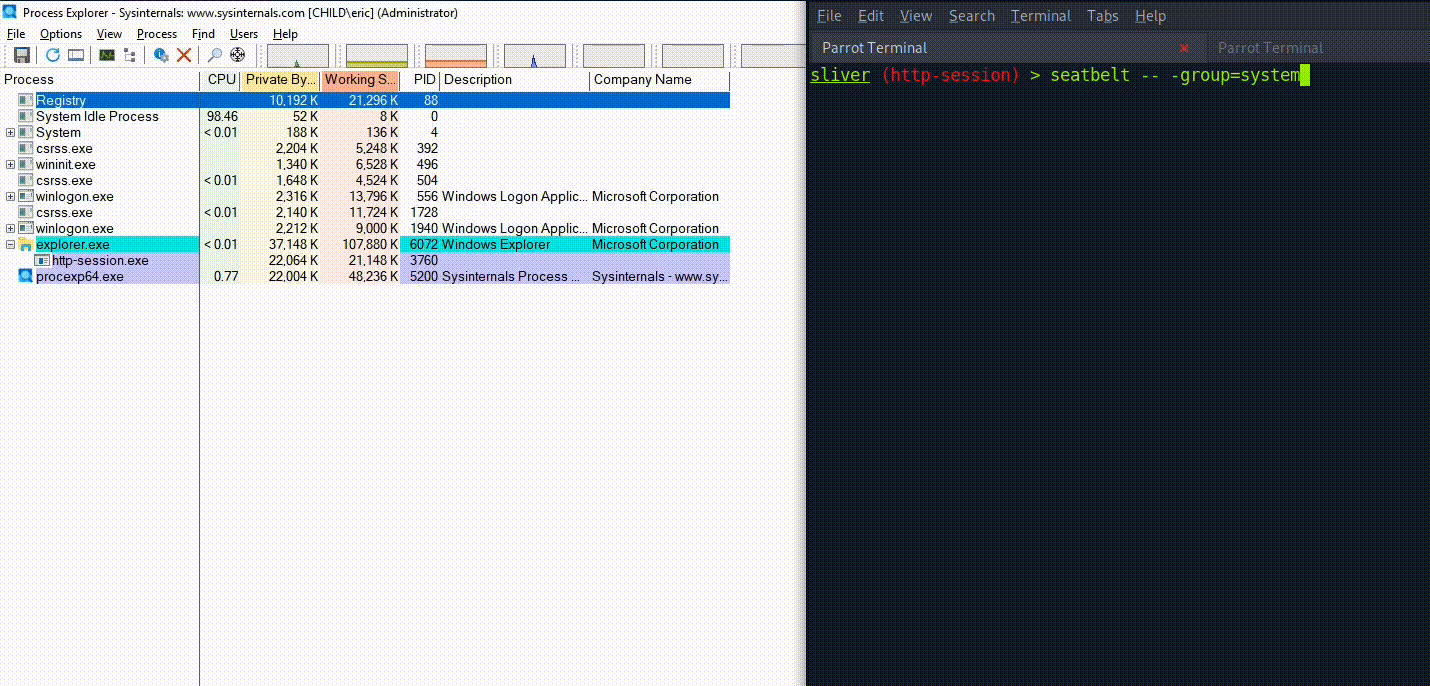 Process Explorer - Sysinternals: www.sysinternals.com [CHILD\eric] (Administrator)
File Options View Process Find Users Help
Process CPU Private By... Working S... PID Description Company Name
Registry 10,192 K 21,296 K 88
System Idle Process 98.46 52 K 8 K 0
System < 0.01 188 K 136 K 4
csrss.exe 2,204 K 5,248 K 392
wininit.exe 1,340 K 6,528 K 496
csrss.exe < 0.01 1,648 K 4,524 K 504
winlogon.exe 2,316 K 13,796 K 556 Windows Logon Applic... Microsoft Corporation
csrss.exe < 0.01 2,140 K 11,724 K 1728
winlogon.exe 2,212 K 9,000 K 1940 Windows Logon Applic... Microsoft Corporation
explorer.exe < 0.01 37,148 K 107,880 K 6072 Windows Explorer Microsoft Corporation
http-session.exe 22,064 K 21,148 K 3760
procexp64.exe 0.77 22,004 K 48,236 K 5200 Sysinternals Process ... Sysinternals - www.sy...
File Edit View Search Terminal Tabs Help
Parrot Terminal × Parrot Terminal
sliver (http-session) > seatbelt -- -group=system